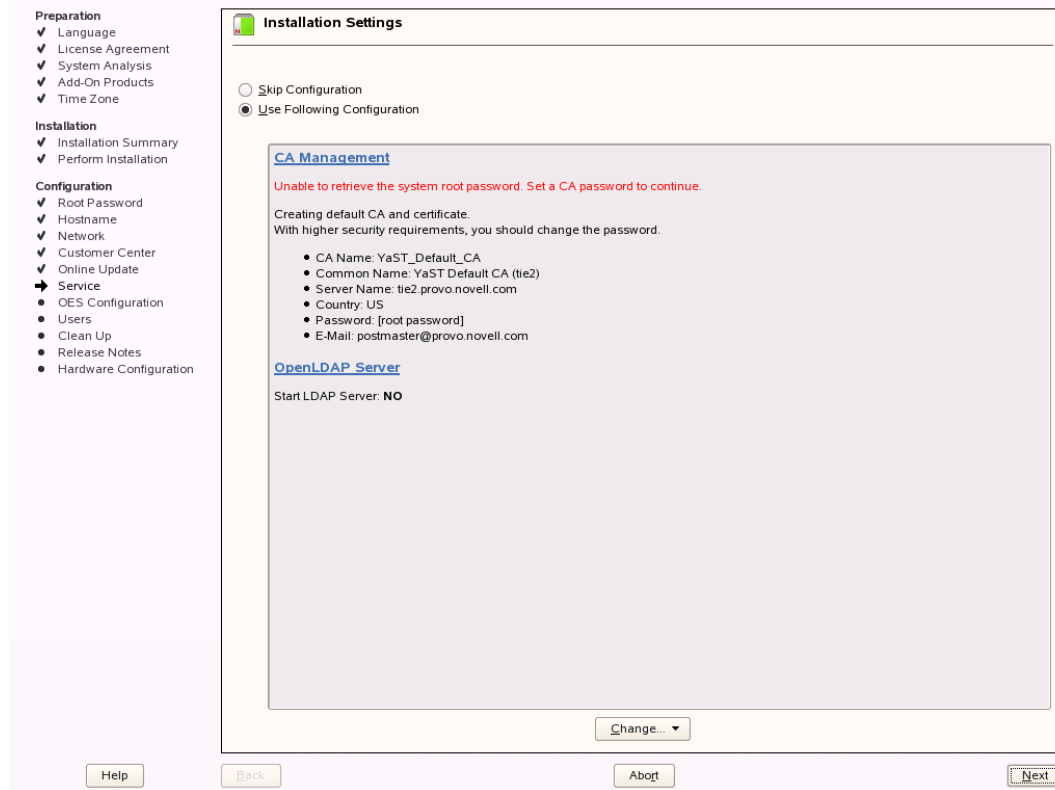 Preparation
Language
License Agreement
System Analysis
Add-On Products
Time Zone
Installation
Installation Summary
Perform Installation
Configuration
Root Password
Hostname
Network
Customer Center
Online Update
Service
OES Configuration
Users
Clean Up
Release Notes
Hardware Configuration
Installation Settings
Skip Configuration
Use Following Configuration
CA Management
Unable to retrieve the system root password. Set a CA password to continue.
Creating default CA and certificate.
With higher security requirements, you should change the password.
CA Name: YaST_Default_CA
Common Name: YaST Default CA (tie2)
Server Name: tie2.provo.novell.com
Country: US
Password: [root password]
E-Mail: postmaster@provo.novell.com
OpenLDAP Server
Start LDAP Server: NO
Change...
Help
Back
Abort
Next